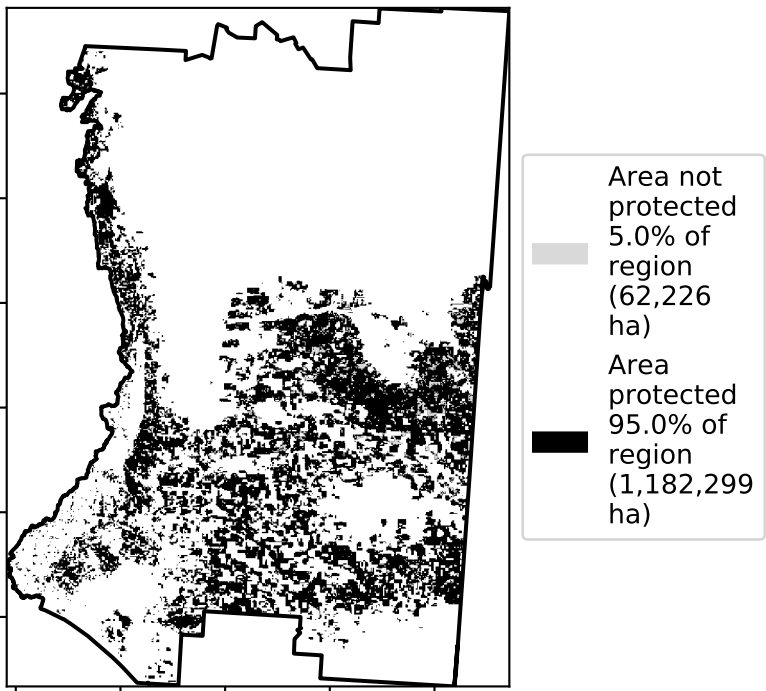 Area not
protected
5.0% of
region
(62,226
ha)
Area
protected
95.0% of
region
(1,182,299
ha)